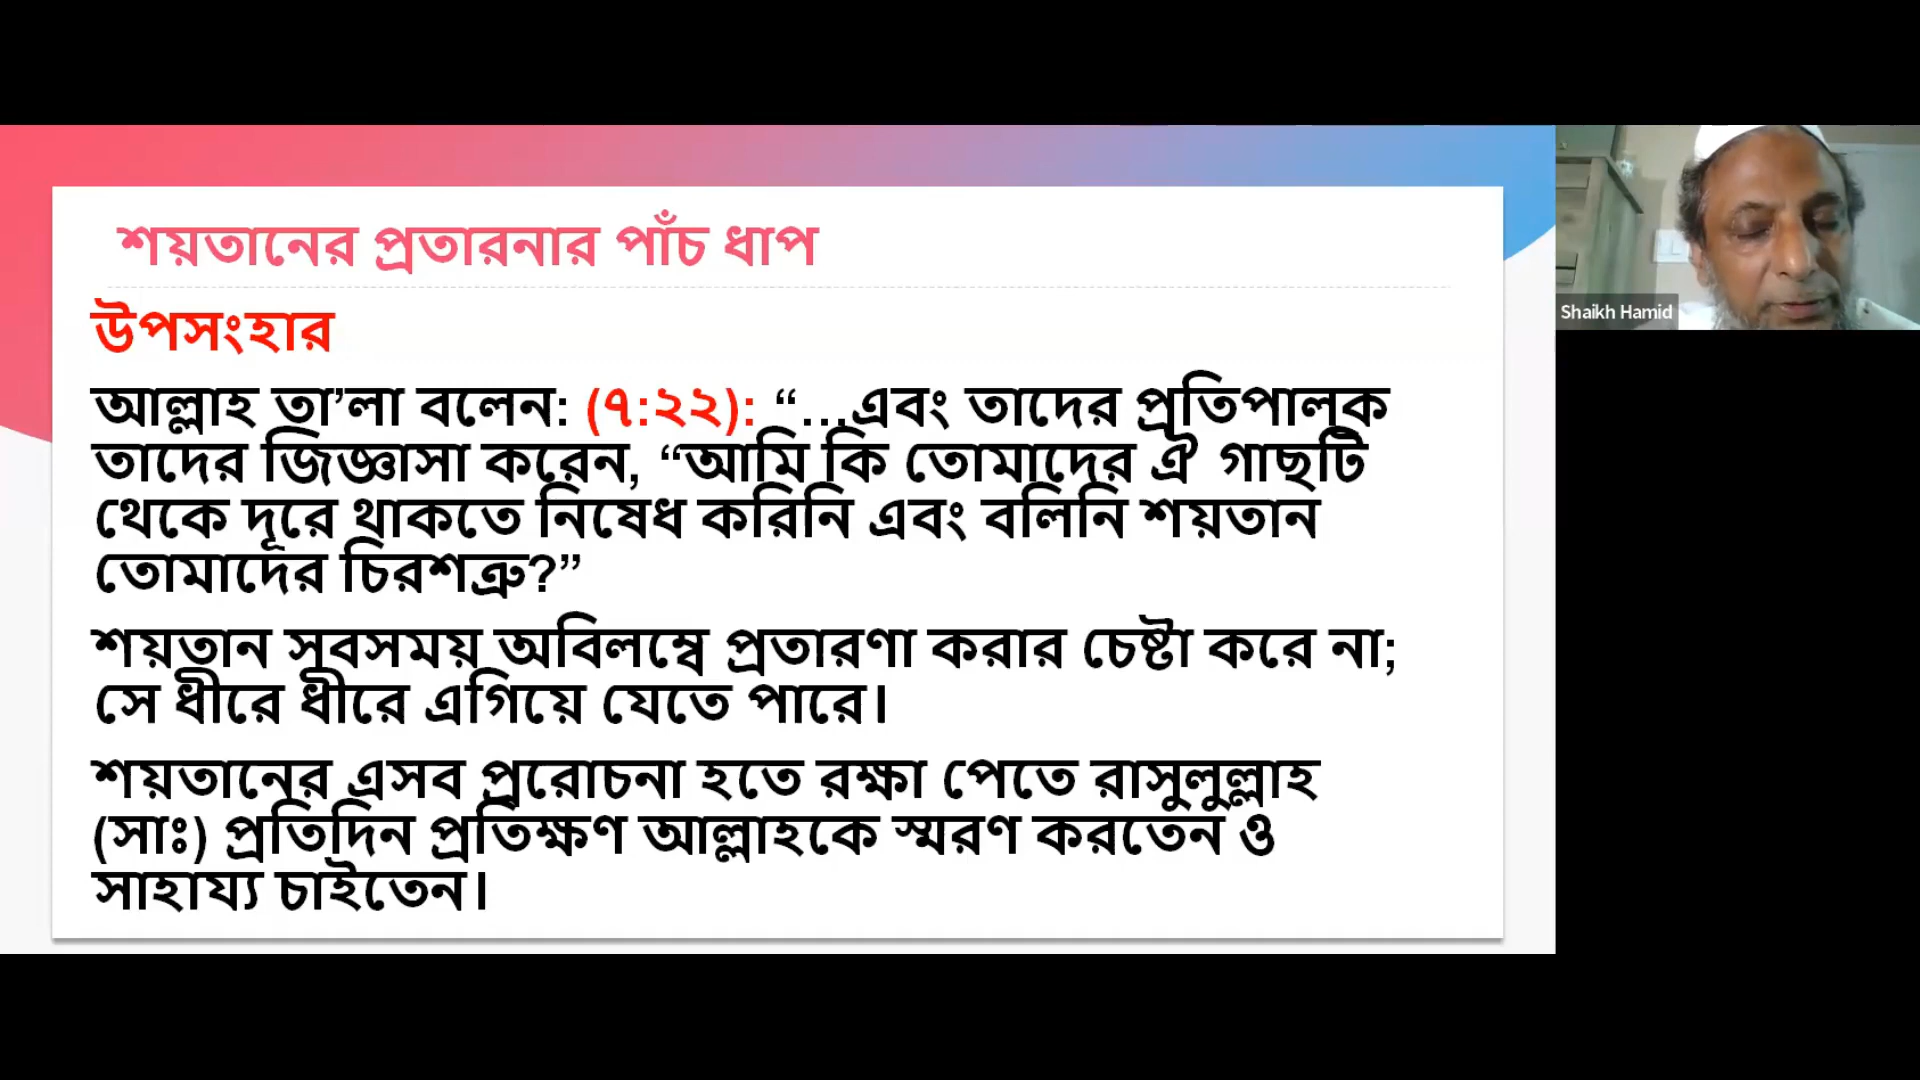 শয়তানের প্রতারনার পাঁচ ধাপ
উপসংহার
আল্লাহ তা’লা বলেন: (৭:২২): “...এবং তাদের প্রতিপালক
তাদের জিজ্ঞাসা করেন, “আমি কি তোমাদের ঐ গাছটি
থেকে দূরে থাকতে নিষেধ করিনি এবং বলিনি শয়তান
তোমাদের চিরশত্রু?”
শয়তান সবসময় অবিলম্বে প্রতারণা করার চেষ্টা করে না;
সে ধীরে ধীরে এগিয়ে যেতে পারে।
শয়তানের এসব প্ররোচনা হতে রক্ষা পেতে রাসুলুল্লাহ
(সাঃ) প্রতিদিন প্রতিক্ষণ আল্লাহকে স্মরণ করতেন ও
সাহায্য চাইতেন।
Shaikh Hamid